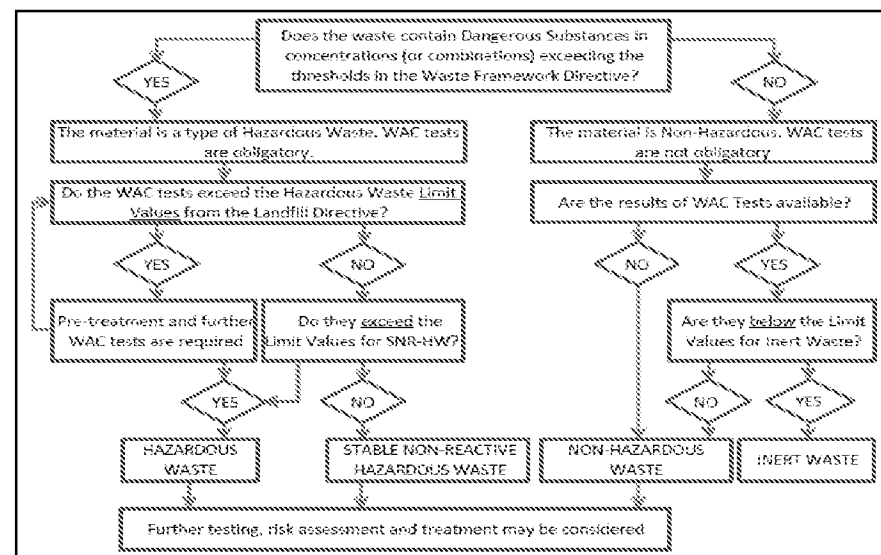 Does the waste contain Dangerous Substances in
concentrations (or combinations) exceeding the
thresholds in the Waste Framework Directive?
YES
NO
The material is a type of Hazardous Waste. WAC tests
are obligatory.
The material is Non-Hazardous. WAC tests
are not obligatory
Do the WAC tests exceed the Hazardous Waste Limit
Values from the Landfill Directive?
Are the results of WAC Tests available?
YES
NO
NO
YES
Pre-treatment and further
WAC tests are required
Do they exceed the
Limit Values for SNR-HW?
Are they below the Limit
Values for Inert Waste?
YES
NO
NO
YES
HAZARDOUS
WASTE
STABLE NON-REACTIVE
HAZARDOUS WASTE
NON-HAZARDOUS
WASTE
INERT WASTE
Further testing, risk assessment and treatment may be considered